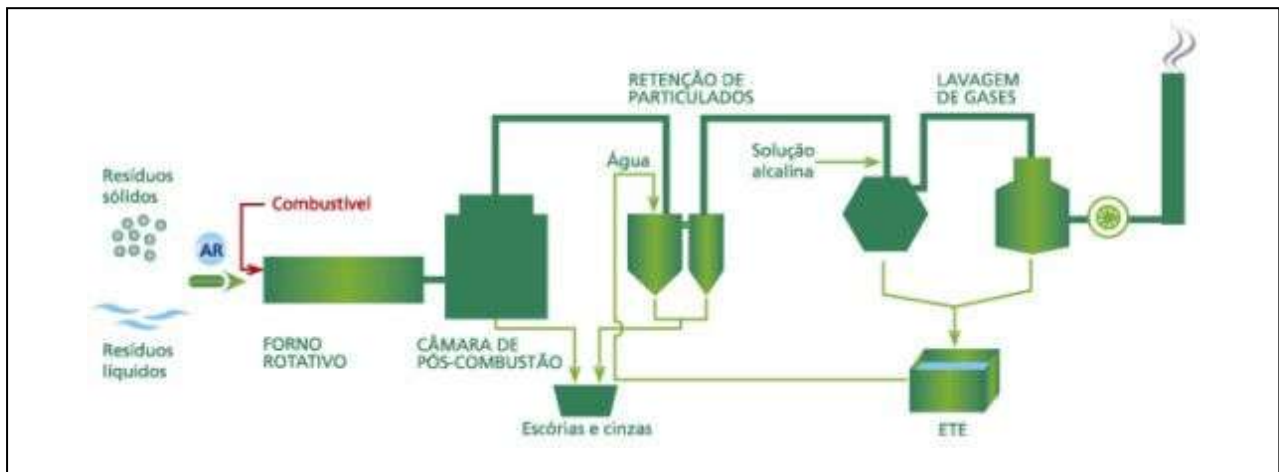 RETENÇÃO DE
PARTICULADOS
LAVAGEM
DE GASES
Água
Solução
alcalina
Resíduos
sólidos
Combustível
AR
Resíduos
líquidos
FORNO
ROTATIVO
CÂMARA DE
PÓS-COMBUSTÃO
Escórias e cinzas
ETE